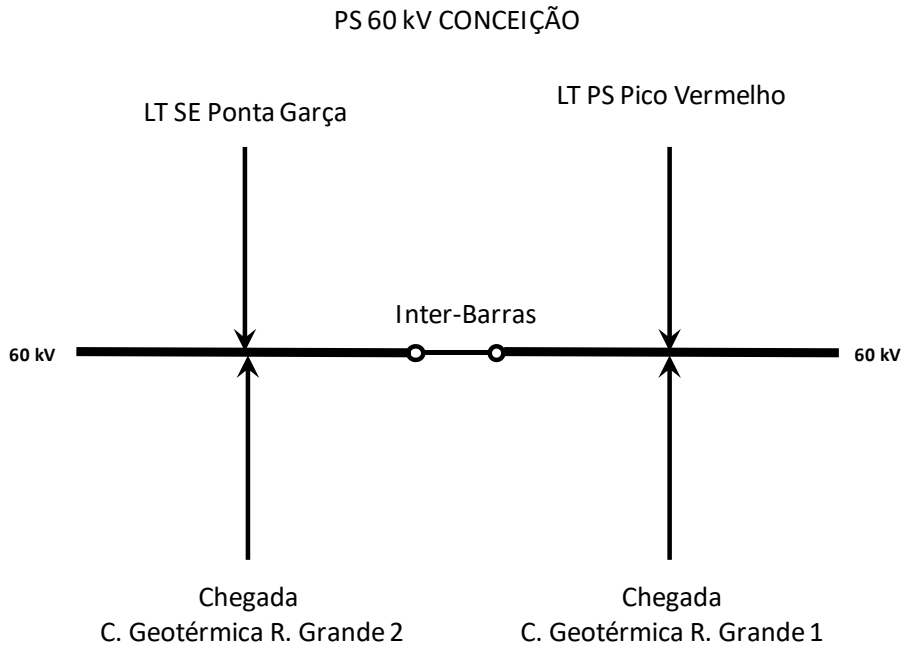 PS 60 kV CONCEIÇÃO
LT SE Ponta Garça
LT PS Pico Vermelho
Inter-Barras
60 kV
60 kV
Chegada
C. Geotérmica R. Grande 2
Chegada
C. Geotérmica R. Grande 1